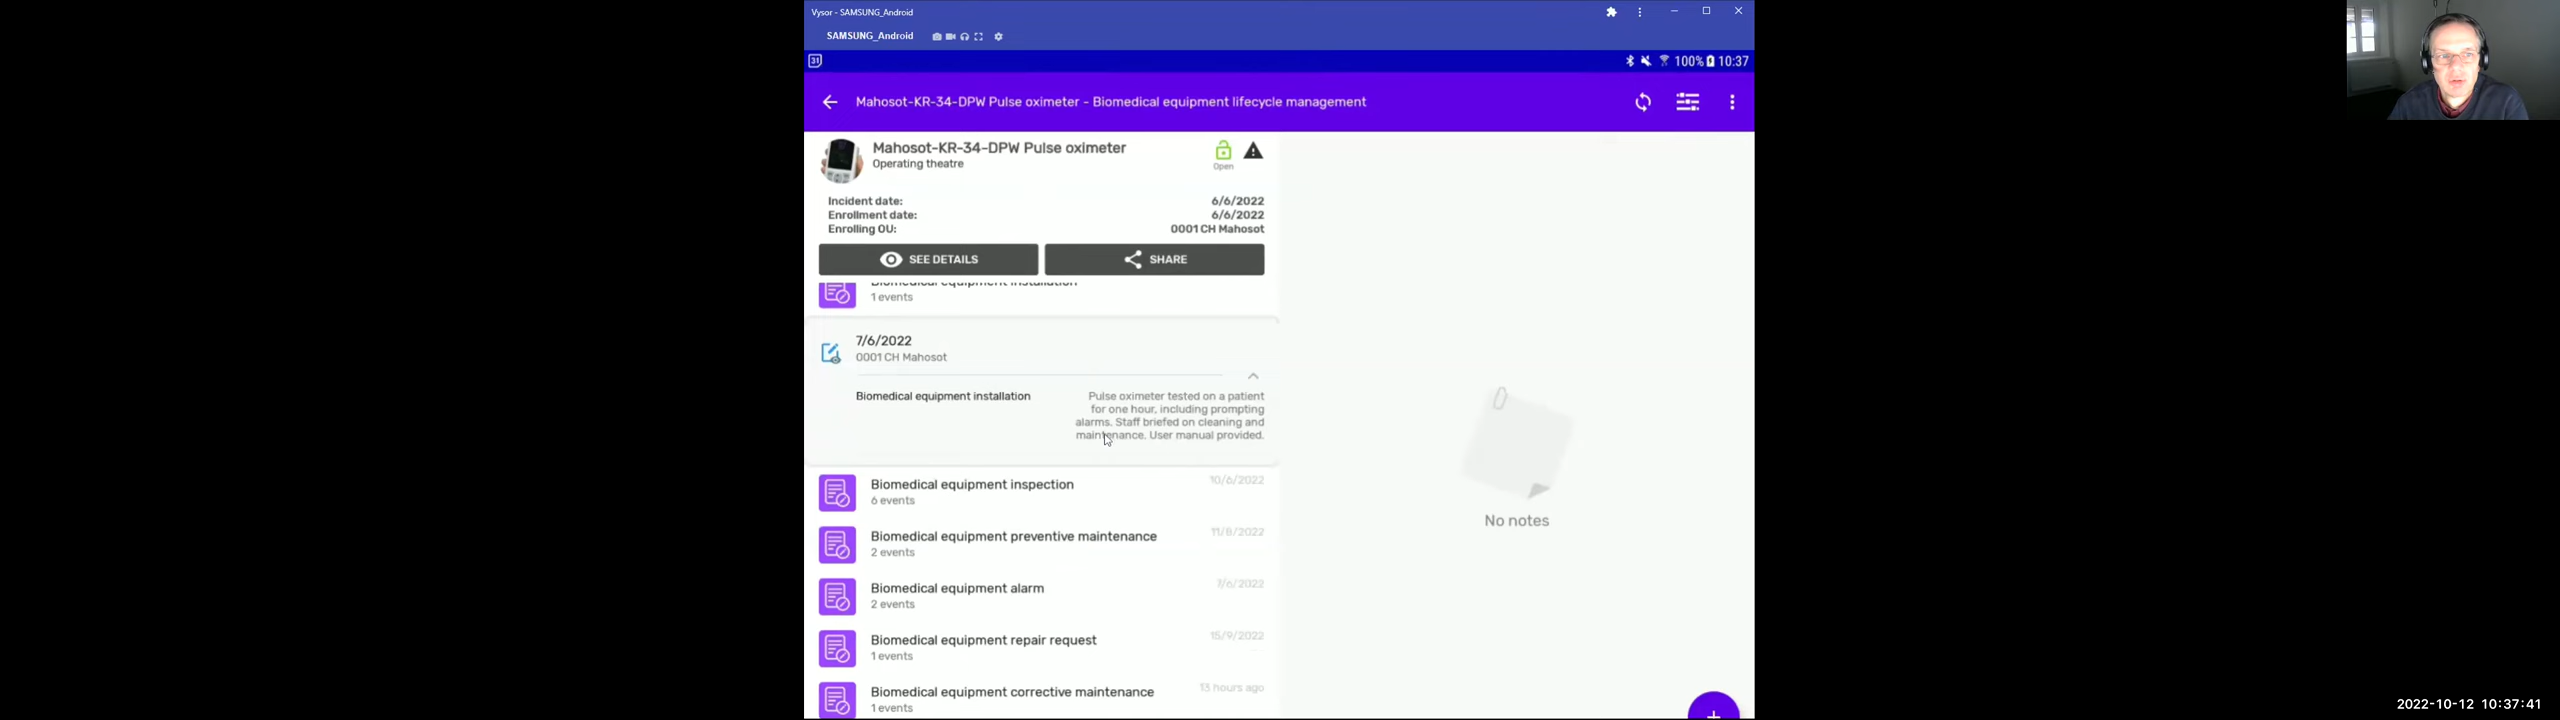 Vysor - SAMSUNG_Android
SAMSUNG_Android
31
100% 10:37
Mahosot-KR-34-DPW Pulse oximeter - Biomedical equipment lifecycle management
Mahosot-KR-34-DPW Pulse oximeter
Operating theatre
Open
Incident date: 6/6/2022
Enrollment date: 6/6/2022
Enrolling OU: 0001 CH Mahosot
SEE DETAILS
SHARE
Biomedical equipment installation
1 events
7/6/2022
0001 CH Mahosot
Biomedical equipment installation
Pulse oximeter tested on a patient
for one hour, including prompting
alarms. Staff briefed on cleaning and
maintenance. User manual provided.
Biomedical equipment inspection 10/6/2022
6 events
Biomedical equipment preventive maintenance 11/8/2022
2 events
Biomedical equipment alarm 7/6/2022
2 events
Biomedical equipment repair request 15/9/2022
1 events
Biomedical equipment corrective maintenance 13 hours ago
1 events
No notes
2022-10-12 10:37:41